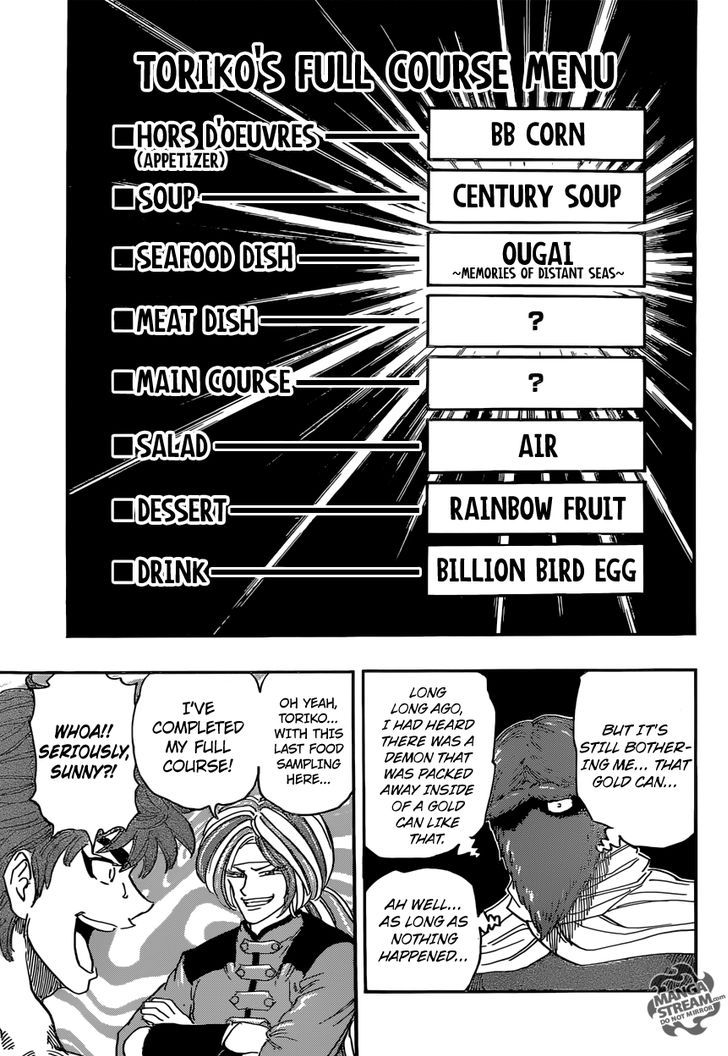 TORIKO'S FULL COURSE MENU
■HORS D'OEUVRES
(APPETIZER)
BB CORN
■SOUP
CENTURY SOUP
■SEAFOOD DISH
OUGAI
~MEMORIES OF DISTANT SEAS~
■MEAT DISH
?
■MAIN COURSE
?
■SALAD
AIR
■DESSERT
RAINBOW FRUIT
■DRINK
BILLION BIRD EGG
BUT IT'S
STILL BOTHER-
ING ME... THAT
GOLD CAN...
LONG
LONG AGO,
I HAD HEARD
THERE WAS A
DEMON THAT
WAS PACKED
AWAY INSIDE
OF A GOLD
CAN LIKE
THAT.
AH WELL...
AS LONG AS
NOTHING
HAPPENED...
OH YEAH,
TORIKO...
WITH THIS
LAST FOOD
SAMPLING
HERE...
I'VE
COMPLETED
MY FULL
COURSE!
WHOA!!
SERIOUSLY,
SUNNY?!
MANGA
STREAM.com
DO NOT MIRROR